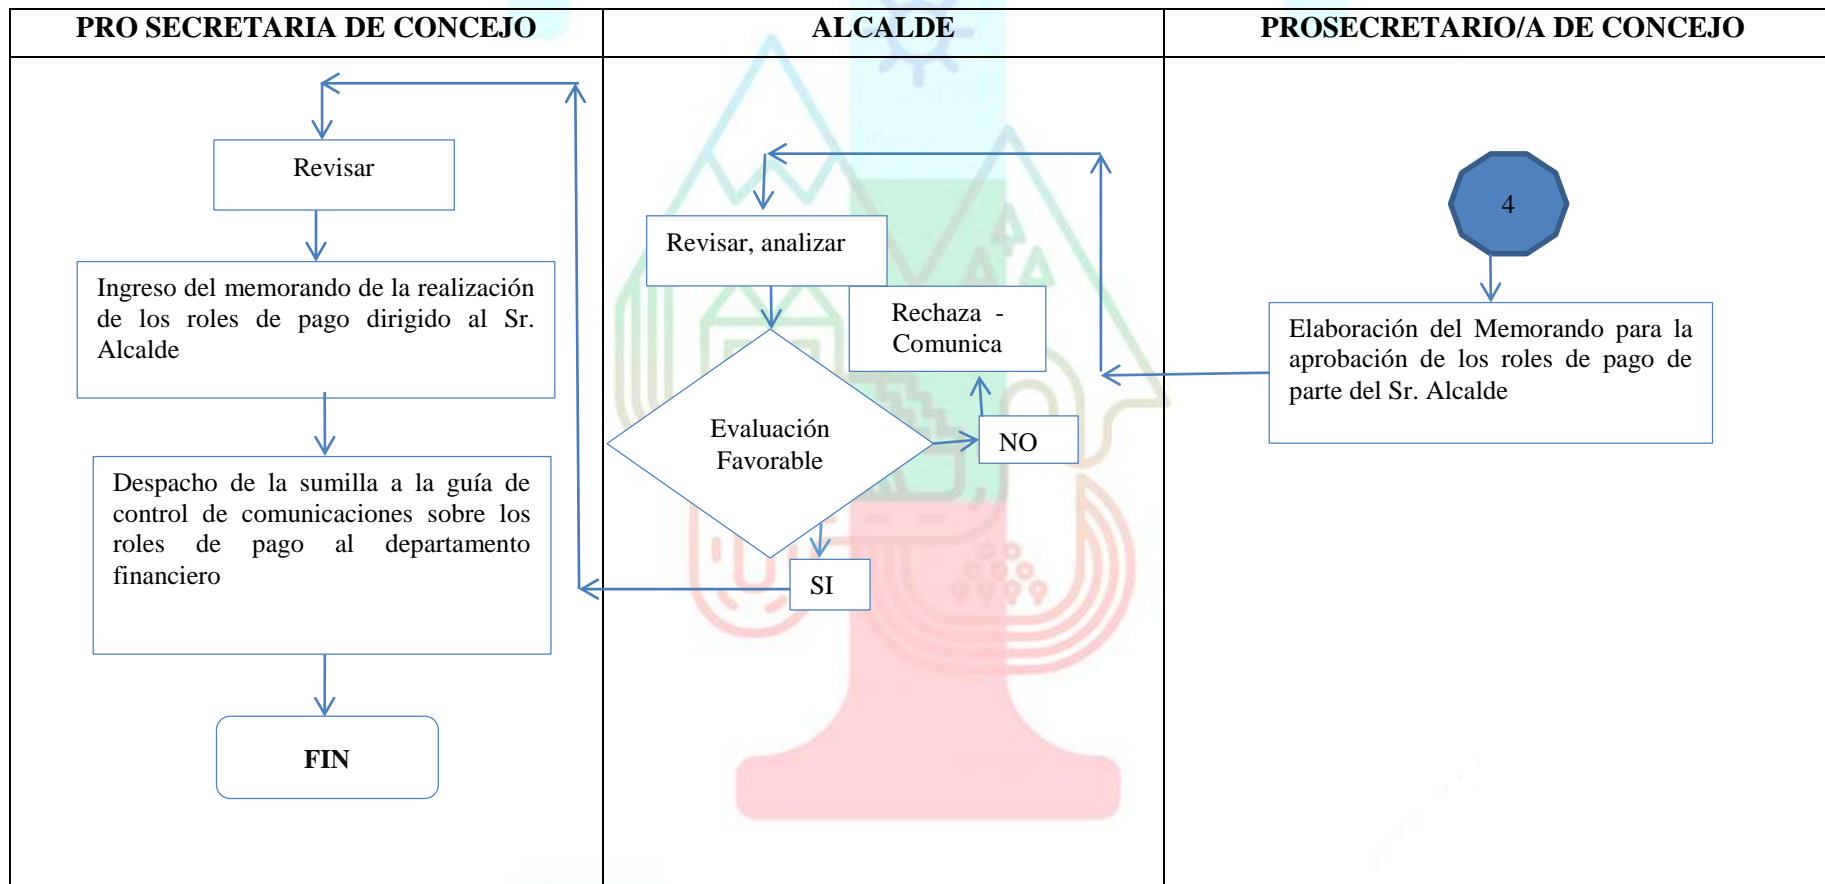 PRO SECRETARIA DE CONCEJO
ALCALDE
PROSECRETARIO/A DE CONCEJO
Revisar
Ingreso del memorando de la realización
de los roles de pago dirigido al Sr.
Alcalde
Despacho de la sumilla a la guía de
control de comunicaciones sobre los
roles de pago al departamento
financiero
FIN
Revisar, analizar
Rechaza -
Comunica
Evaluación
Favorable
NO
SI
4
Elaboración del Memorando para la
aprobación de los roles de pago de
parte del Sr. Alcalde